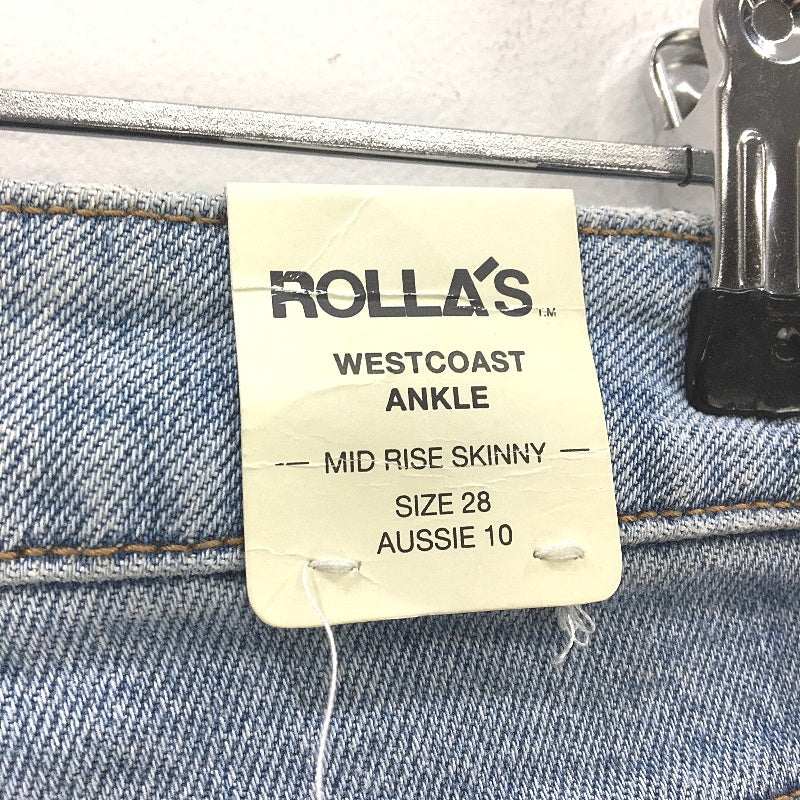 ROLLA'S TM
WESTCOAST
ANKLE
— MID RISE SKINNY —
SIZE 28
AUSSIE 10